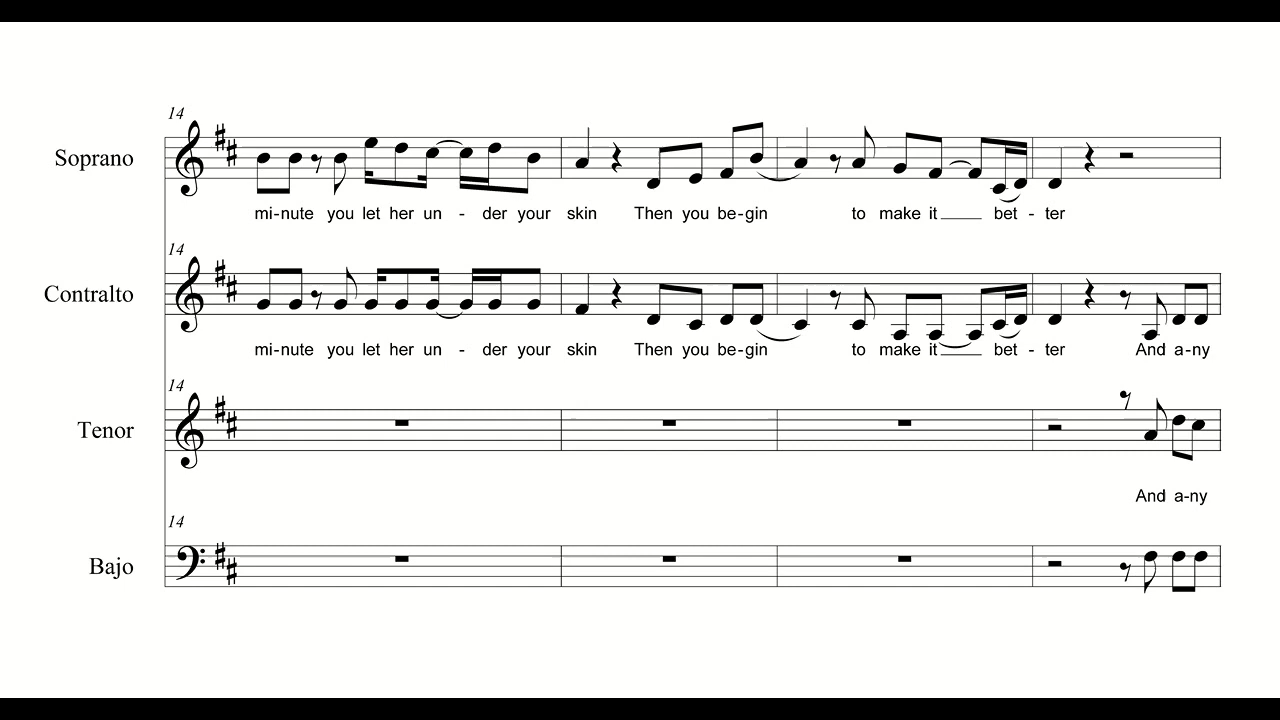 14
Soprano
mi-nute you let her un - der your skin Then you be-gin to make it____ bet - ter
14
Contralto
mi-nute you let her un - der your skin Then you be-gin to make it____ bet - ter And a-ny
14
Tenor
And a-ny
14
Bajo